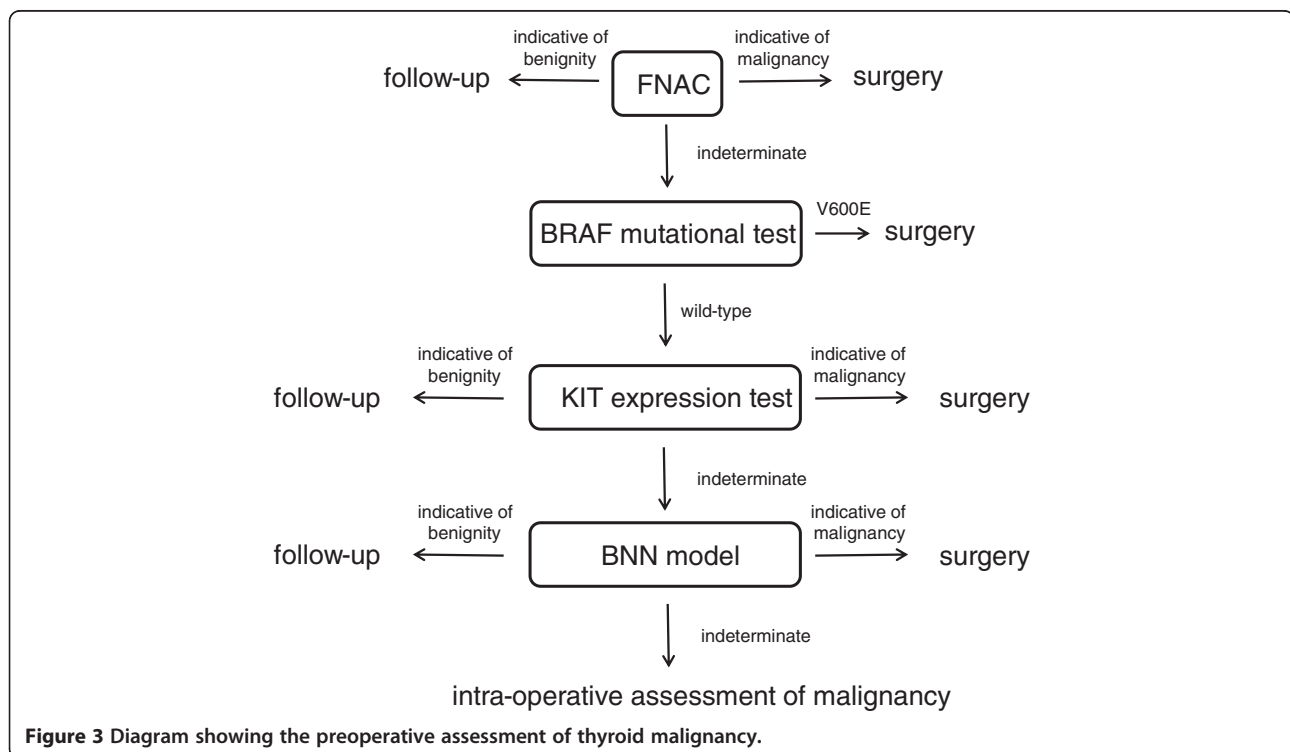 indicative of
benignity
indicative of
malignancy
follow-up
FNAC
surgery
indeterminate
BRAF mutational test
V600E
surgery
wild-type
indicative of
benignity
indicative of
malignancy
follow-up
KIT expression test
surgery
indeterminate
indicative of
benignity
indicative of
malignancy
follow-up
BNN model
surgery
indeterminate
intra-operative assessment of malignancy
Figure 3 Diagram showing the preoperative assessment of thyroid malignancy.